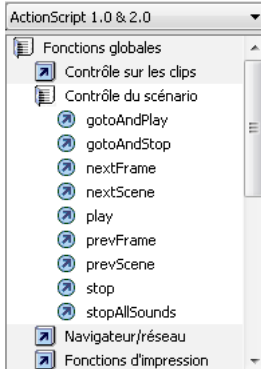 ActionScript 1.0 & 2.0
Fonctions globales
Contrôle sur les clips
Contrôle du scénario
gotoAndPlay
gotoAndStop
nextFrame
nextScene
play
prevFrame
prevScene
stop
stopAllSounds
Navigateur/réseau
Fonctions d'impression